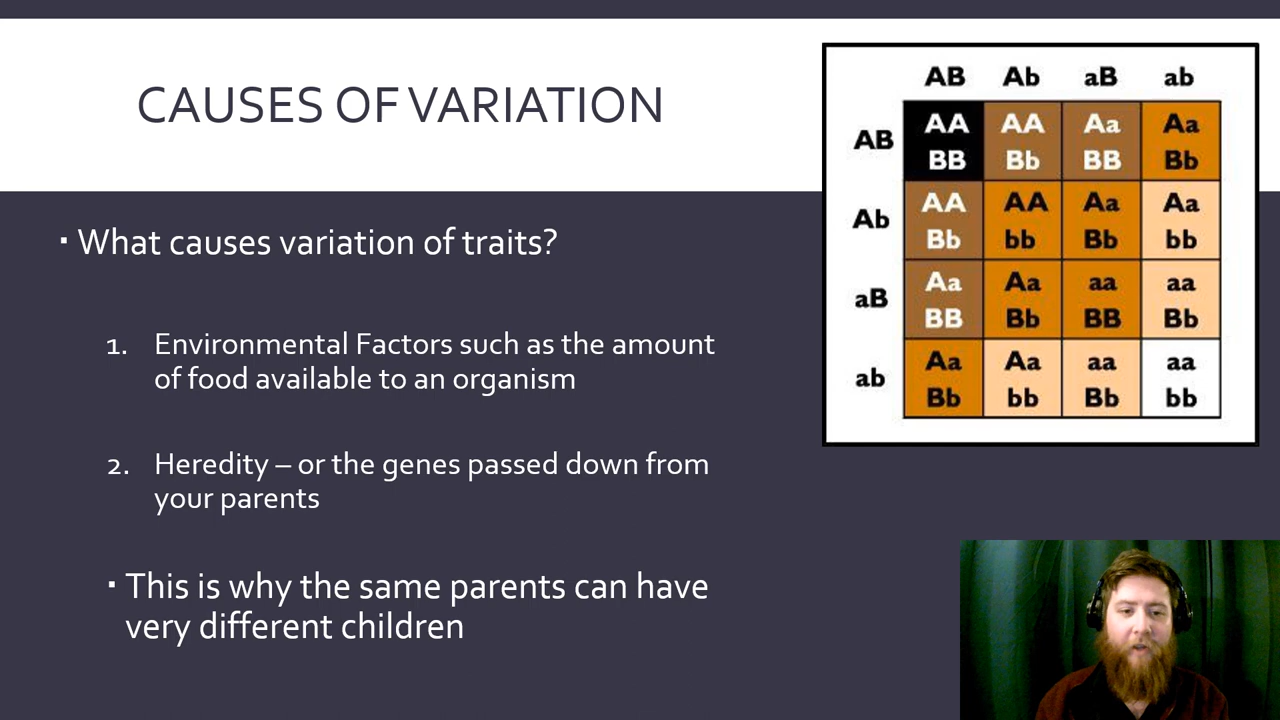 CAUSES OF VARIATION
▪ What causes variation of traits?
1. Environmental Factors such as the amount
of food available to an organism
2. Heredity – or the genes passed down from
your parents
▪ This is why the same parents can have
very different children
AB Ab aB ab
AB AA AA Aa Aa
BB Bb BB Bb
Ab AA AA Aa Aa
Bb bb Bb bb
aB Aa Aa aa aa
BB Bb BB Bb
ab Aa Aa aa aa
Bb bb Bb bb